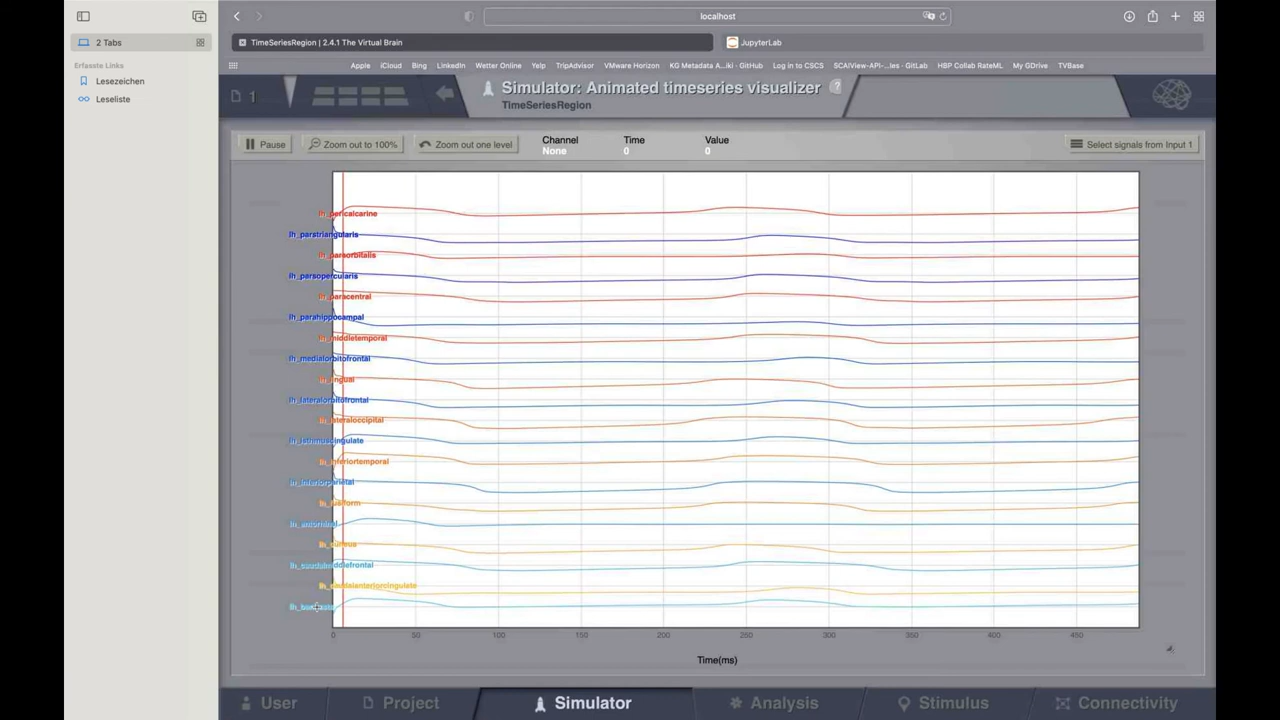 localhost
2 Tabs
TimeSeriesRegion | 2.4.1 The Virtual Brain
JupyterLab
Erfasste Links
Apple iCloud Bing LinkedIn Wetter Online Yelp TripAdvisor VMware Horizon KG Metadata A...iki · GitHub Log in to CSCS SCAIView-API-...les · GitLab HBP Collab RateML My GDrive TVBase
Lesezeichen
Leseliste
1
Simulator: Animated timeseries visualizer ?
TimeSeriesRegion
Pause
Zoom out to 100%
Zoom out one level
Channel Time Value
None 0 0
Select signals from Input 1
lh_pericalcarine
lh_parstriangularis
lh_parsorbitalis
lh_parsopercularis
lh_paracentral
lh_parahippocampal
lh_middletemporal
lh_medialorbitofrontal
lh_lingual
lh_lateralorbitofrontal
lh_lateraloccipital
lh_isthmuscingulate
lh_inferiortemporal
lh_inferiorparietal
lh_fusiform
lh_entorhinal
lh_cuneus
lh_caudalmiddlefrontal
lh_caudalanteriorcingulate
0 50 100 150 200 250 300 350 400 450
Time(ms)
User Project Simulator Analysis Stimulus Connectivity